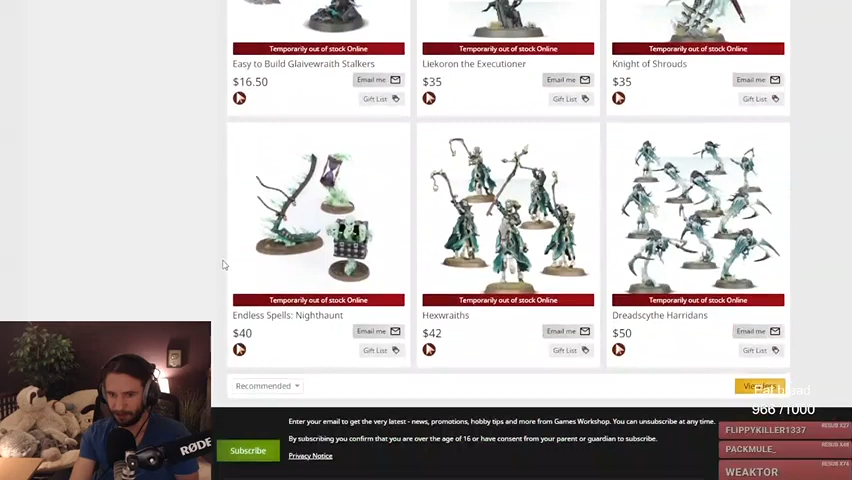 Temporarily out of stock Online
Temporarily out of stock Online
Temporarily out of stock Online
Easy to Build Glaivewraith Stalkers
Liekoron the Executioner
Knight of Shrouds
$16.50
Email me
$35
Email me
$35
Email me
Gift List
Gift List
Gift List
Temporarily out of stock Online
Temporarily out of stock Online
Temporarily out of stock Online
Endless Spells: Nighthaunt
Hexwraiths
Dreadscythe Harridans
$40
Email me
$42
Email me
$50
Email me
Gift List
Gift List
Gift List
Recommended
966 /1000
Enter your email to get the very latest - news, promotions, hobby tips and more from Games Workshop. You can unsubscribe at any time.
By subscribing you confirm that you are over the age of 16 or have consent from your parent or guardian to subscribe.
Subscribe
Privacy Notice
FLIPPYKILLER1337
RESUB X27
PACKMULE_
WEAKTOR
RØDE